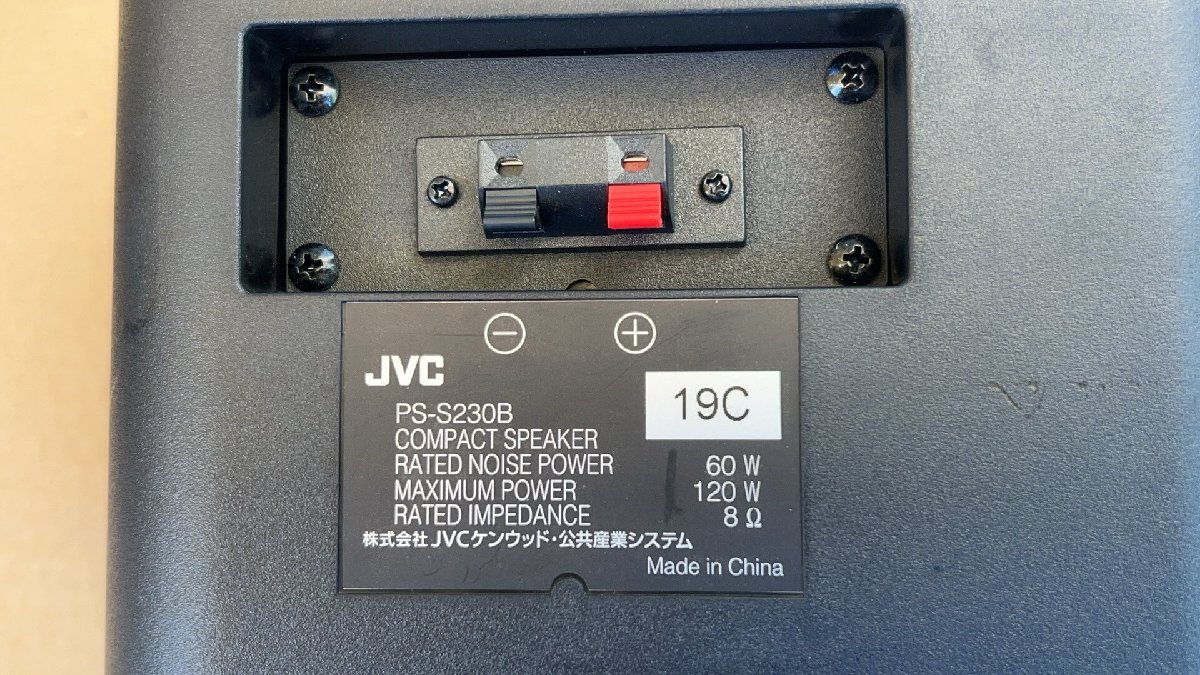 ⊖ ⊕
JVC
19C
PS-S230B
COMPACT SPEAKER
RATED NOISE POWER 60 W
MAXIMUM POWER 120 W
RATED IMPEDANCE 8 Ω
株式会社JVCケンウッド・公共産業システム
Made in China